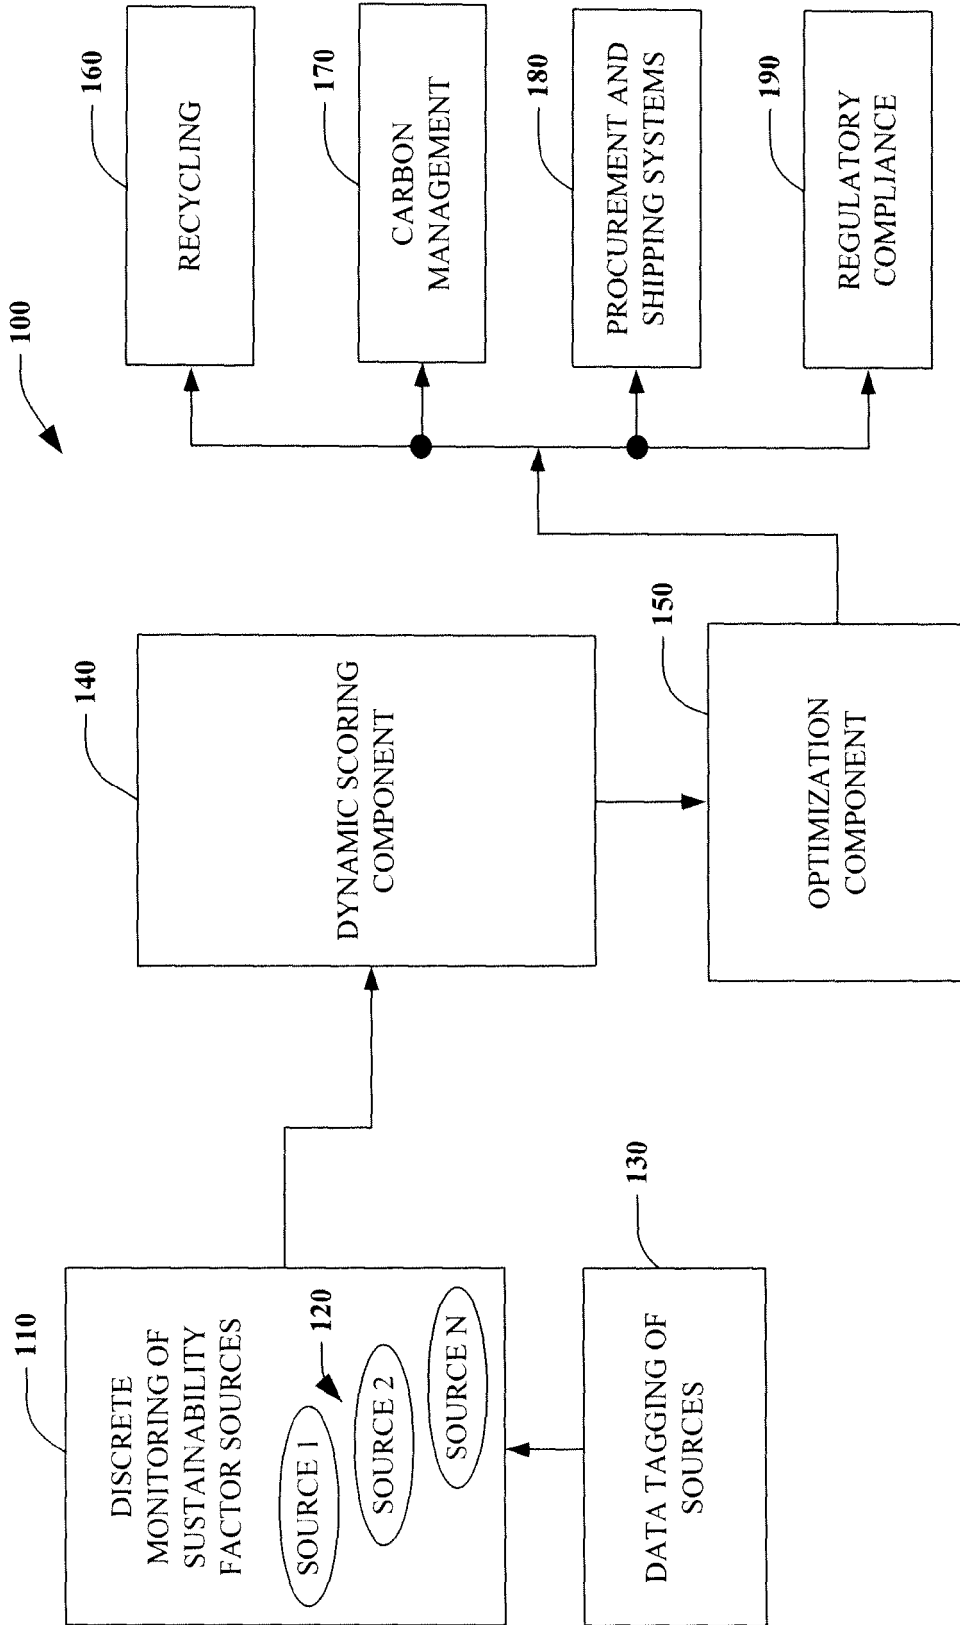 100
110
DISCRETE
MONITORING OF
SUSTAINABILITY
FACTOR SOURCES
120
SOURCE 1
SOURCE 2
SOURCE N
130
DATA TAGGING OF
SOURCES
140
DYNAMIC SCORING
COMPONENT
150
OPTIMIZATION
COMPONENT
160
RECYCLING
170
CARBON
MANAGEMENT
180
PROCUREMENT AND
SHIPPING SYSTEMS
190
REGULATORY
COMPLIANCE